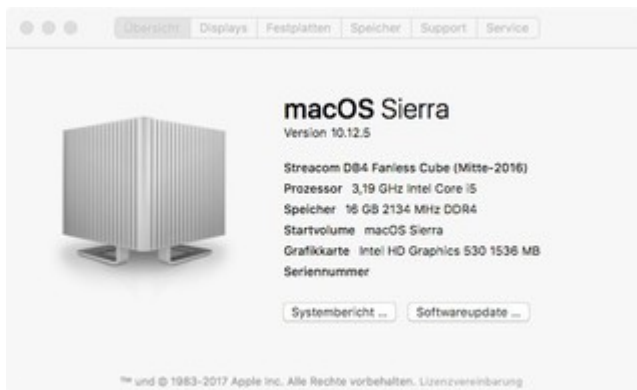 Übersicht Displays Festplatten Speicher Support Service
macOS Sierra
Version 10.12.5
Streacom DB4 Fanless Cube (Mitte-2016)
Prozessor 3,19 GHz Intel Core i5
Speicher 16 GB 2134 MHz DDR4
Startvolume macOS Sierra
Grafikkarte Intel HD Graphics 530 1536 MB
Seriennummer
Systembericht ... Softwareupdate ...
™ und © 1983-2017 Apple Inc. Alle Rechte vorbehalten. Lizenzvereinbarung